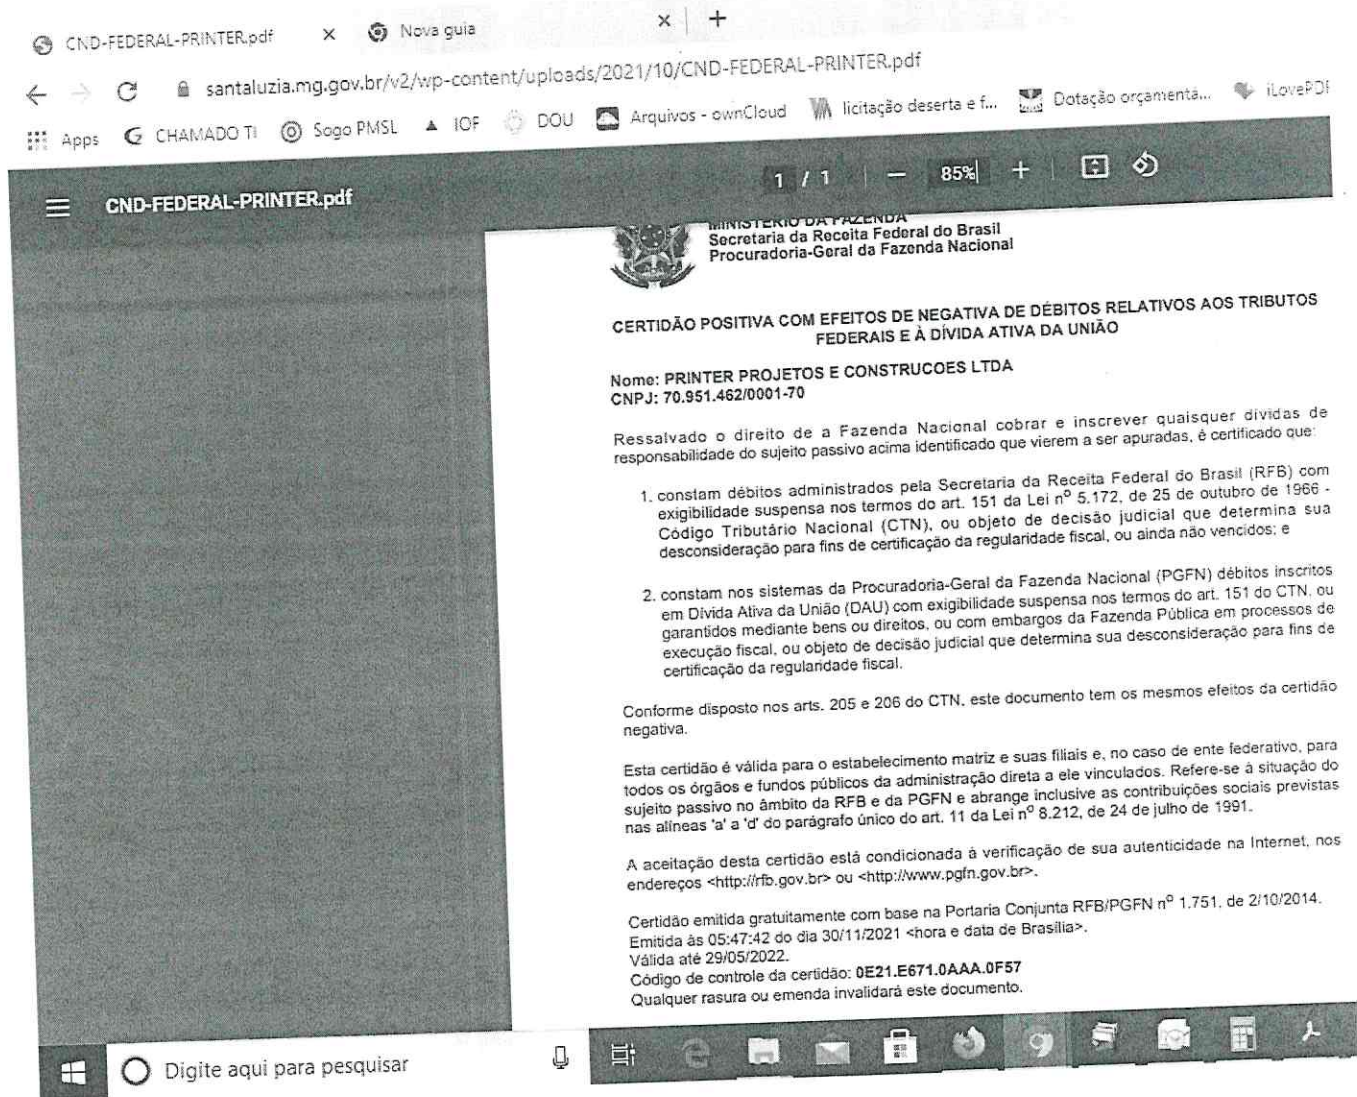 CND-FEDERAL-PRINTER.pdf × Nova guia × +
santaluzia.mg.gov.br/v2/wp-content/uploads/2021/10/CND-FEDERAL-PRINTER.pdf
Apps CHAMADO TI Sogo PMSL IOF DOU Arquivos - ownCloud licitação deserta e f... Dotação orçamentá... iLovePDF
CND-FEDERAL-PRINTER.pdf 1 / 1 − 85% +
MINISTÉRIO DA FAZENDA
Secretaria da Receita Federal do Brasil
Procuradoria-Geral da Fazenda Nacional
CERTIDÃO POSITIVA COM EFEITOS DE NEGATIVA DE DÉBITOS RELATIVOS AOS TRIBUTOS
FEDERAIS E À DÍVIDA ATIVA DA UNIÃO
Nome: PRINTER PROJETOS E CONSTRUCOES LTDA
CNPJ: 70.951.462/0001-70
Ressalvado o direito de a Fazenda Nacional cobrar e inscrever quaisquer dívidas de
responsabilidade do sujeito passivo acima identificado que vierem a ser apuradas, é certificado que:
1. constam débitos administrados pela Secretaria da Receita Federal do Brasil (RFB) com
exigibilidade suspensa nos termos do art. 151 da Lei nº 5.172, de 25 de outubro de 1966 -
Código Tributário Nacional (CTN), ou objeto de decisão judicial que determina sua
desconsideração para fins de certificação da regularidade fiscal, ou ainda não vencidos; e
2. constam nos sistemas da Procuradoria-Geral da Fazenda Nacional (PGFN) débitos inscritos
em Dívida Ativa da União (DAU) com exigibilidade suspensa nos termos do art. 151 do CTN, ou
garantidos mediante bens ou direitos, ou com embargos da Fazenda Pública em processos de
execução fiscal, ou objeto de decisão judicial que determina sua desconsideração para fins de
certificação da regularidade fiscal.
Conforme disposto nos arts. 205 e 206 do CTN, este documento tem os mesmos efeitos da certidão
negativa.
Esta certidão é válida para o estabelecimento matriz e suas filiais e, no caso de ente federativo, para
todos os órgãos e fundos públicos da administração direta a ele vinculados. Refere-se à situação do
sujeito passivo no âmbito da RFB e da PGFN e abrange inclusive as contribuições sociais previstas
nas alíneas 'a' a 'd' do parágrafo único do art. 11 da Lei nº 8.212, de 24 de julho de 1991.
A aceitação desta certidão está condicionada à verificação de sua autenticidade na Internet, nos
endereços <http://rfb.gov.br> ou <http://www.pgfn.gov.br>.
Certidão emitida gratuitamente com base na Portaria Conjunta RFB/PGFN nº 1.751, de 2/10/2014.
Emitida às 05:47:42 do dia 30/11/2021 <hora e data de Brasília>.
Válida até 29/05/2022.
Código de controle da certidão: 0E21.E671.0AAA.0F57
Qualquer rasura ou emenda invalidará este documento.
Digite aqui para pesquisar